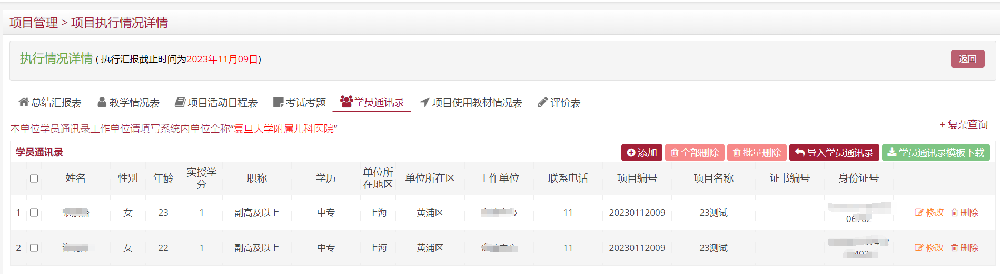 项目管理 > 项目执行情况详情
执行情况详情 ( 执行汇报截止时间为2023年11月09日)
返回
总结汇报表 教学情况表 项目活动日程表 考试考题 学员通讯录 项目使用教材情况表 评价表
本单位学员通讯录工作单位请填写系统内单位全称“复旦大学附属儿科医院”
+ 复杂查询
学员通讯录 添加 全部删除 批量删除 导入学员通讯录 学员通讯录模板下载
姓名 性别 年龄 实授学分 职称 学历 单位所在地区 单位所在区 工作单位 联系电话 项目编号 项目名称 证书编号 身份证号
1 女 23 1 副高及以上 中专 上海 黄浦区 11 20230112009 23测试 修改 删除
2 女 22 1 副高及以上 中专 上海 黄浦区 11 20230112009 23测试 修改 删除